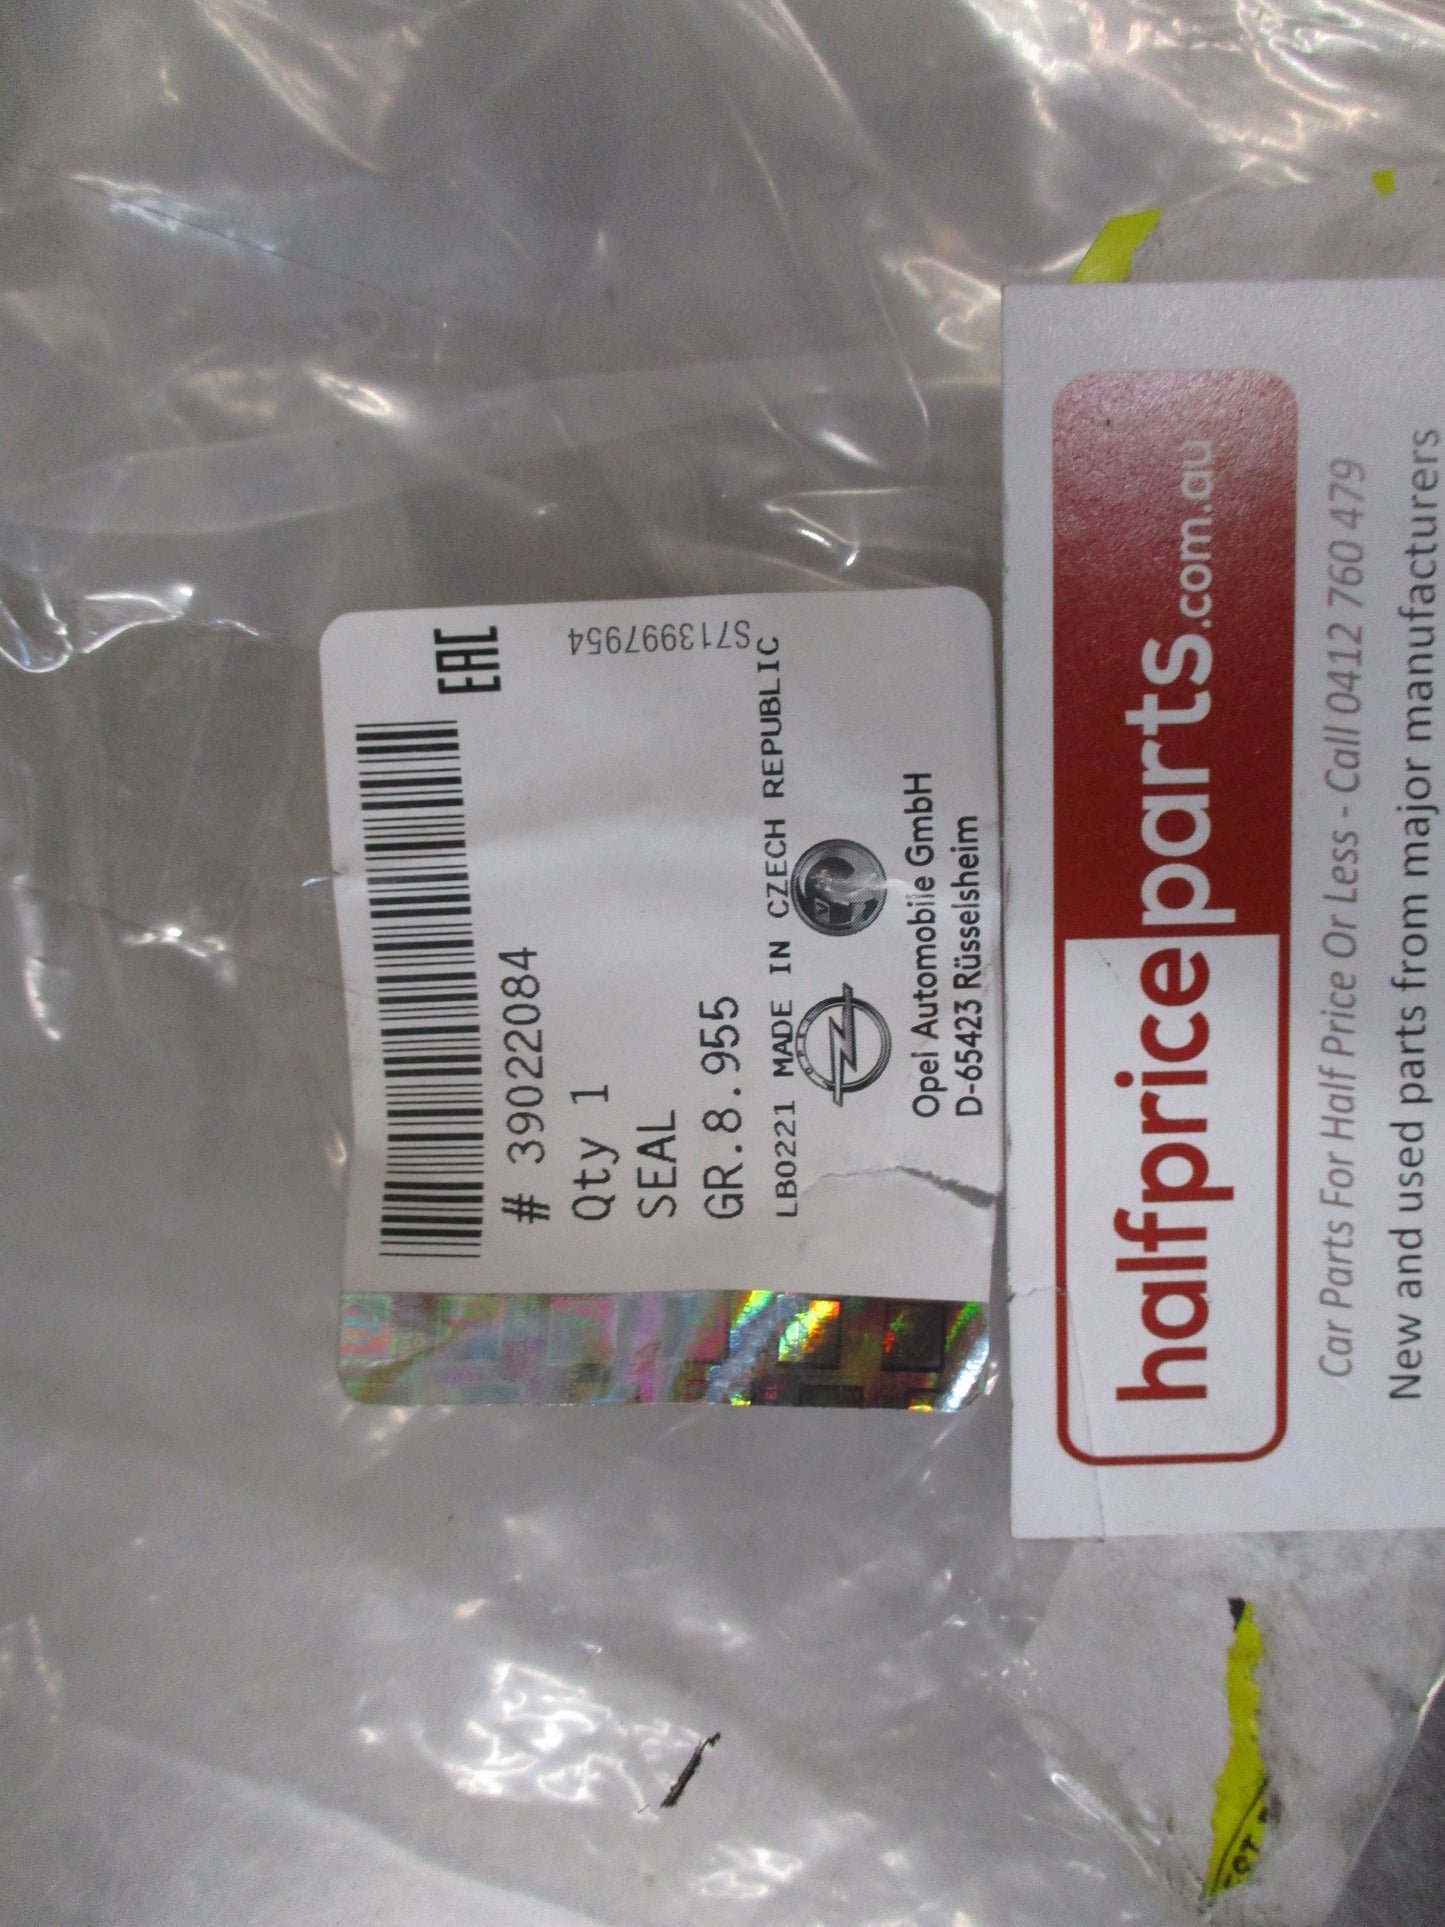 EAC
# 39022084
Qty 1
SEAL
GR.8.955
S713997954
LB0221 MADE IN CZECH REPUBLIC
OPEL
Opel Automobile GmbH
D-65423 Rüsselsheim
halfpriceparts.com.au
Car Parts For Half Price Or Less - Call 0412 760 479
New and used parts from major manufacturers